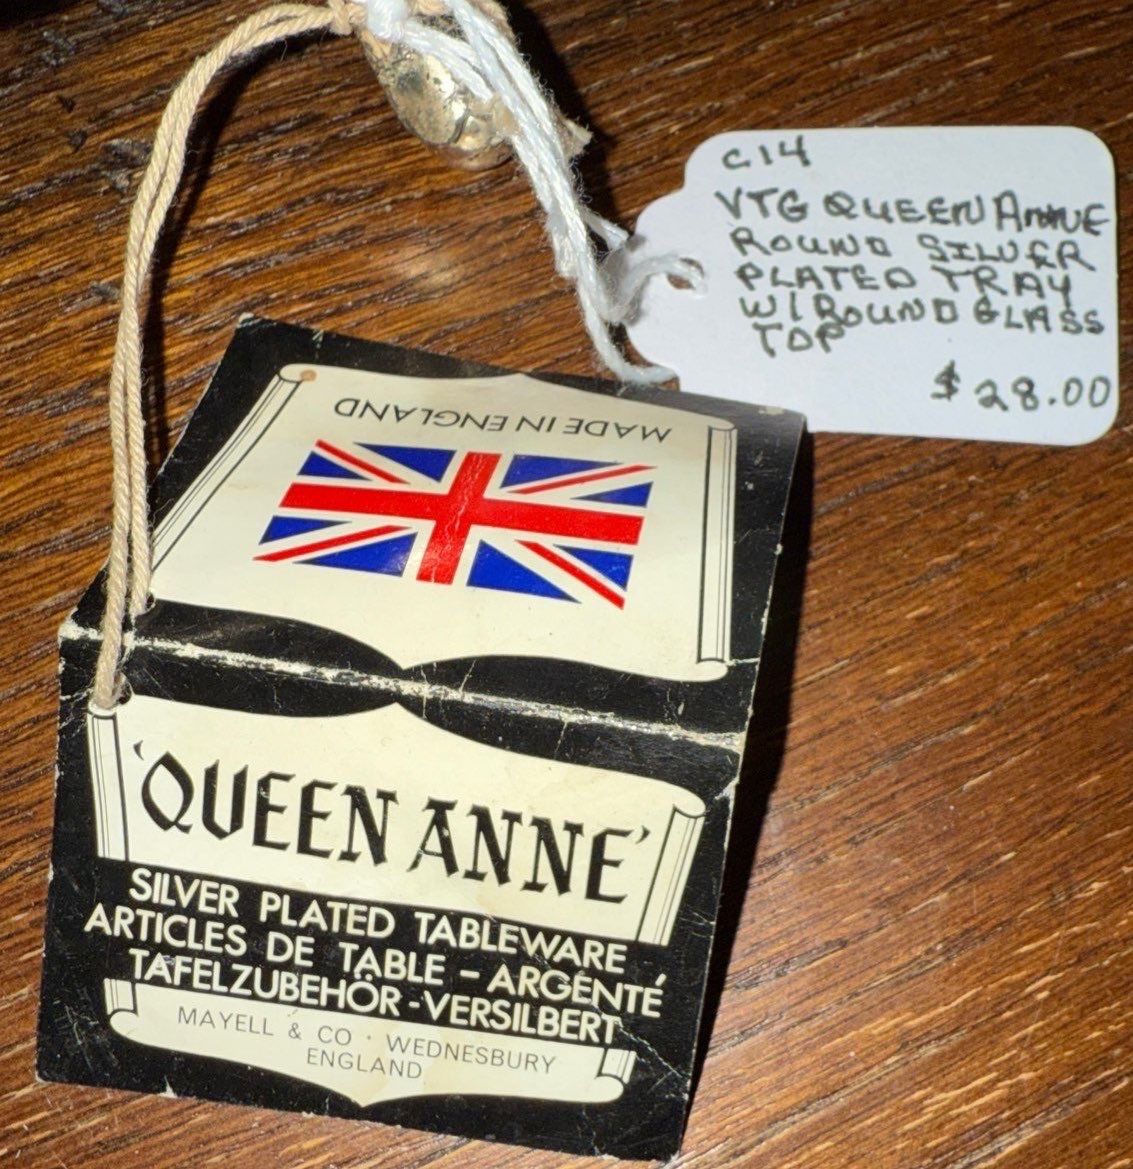 C14
VTG QUEEN ANNE
ROUND SILVER
PLATED TRAY
W/ROUND GLASS
TOP
$28.00
MADE IN ENGLAND
'QUEEN ANNE'
SILVER PLATED TABLEWARE
ARTICLES DE TABLE - ARGENTÉ
TAFELZUBEHÖR - VERSILBERT
MAYELL & CO · WEDNESBURY
ENGLAND